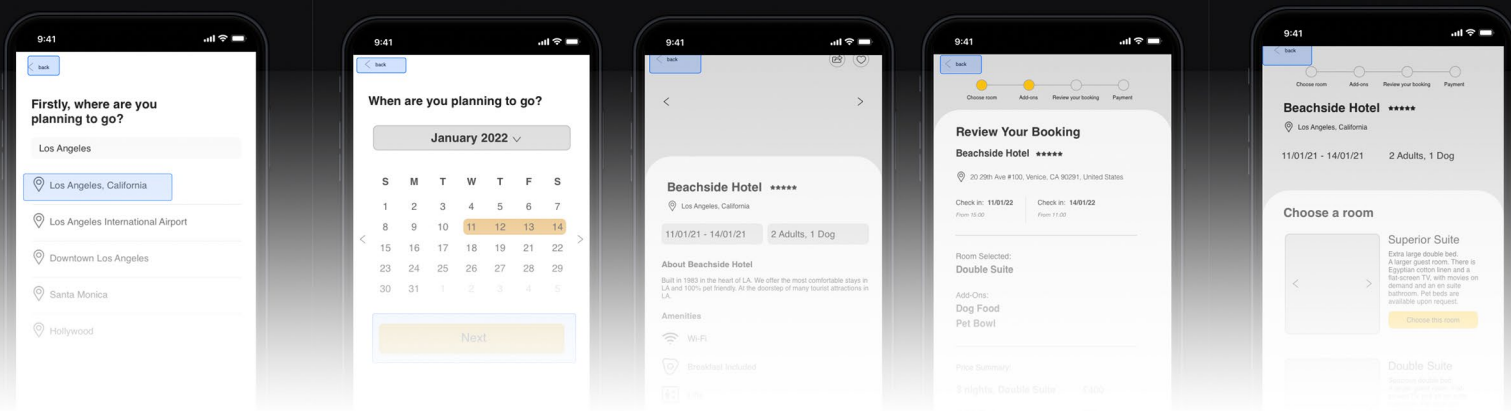 9:41
back
Firstly, where are you
planning to go?
Los Angeles
Los Angeles, California
Los Angeles International Airport
Downtown Los Angeles
Santa Monica
Hollywood
9:41
back
When are you planning to go?
January 2022
S M T W T F S
1 2 3 4 5 6 7
8 9 10 11 12 13 14
15 16 17 18 19 21 22
23 24 25 26 27 28 29
30 31 1 2 3 4 5
Next
9:41
back
Beachside Hotel ★★★★★
Los Angeles, California
11/01/21 - 14/01/21 2 Adults, 1 Dog
About Beachside Hotel
Built in 1983 in the heart of LA. We offer the most comfortable stays in
LA and 100% pet friendly. At the doorstep of many tourist attractions in
LA.
Amenities
Wi-Fi
Breakfast included
9:41
back
Choose room Add-ons Review your booking Payment
Review Your Booking
Beachside Hotel ★★★★★
20 29th Ave #100, Venice, CA 90291, United States
Check in: 11/01/22 Check in: 14/01/22
From 15:00 From 11:00
Room Selected:
Double Suite
Add-Ons:
Dog Food
Pet Bowl
Price Summary:
3 nights, Double Suite £600
9:41
back
Choose room Add-ons Review your booking Payment
Beachside Hotel ★★★★★
Los Angeles, California
11/01/21 - 14/01/21 2 Adults, 1 Dog
Choose a room
Superior Suite
Extra large double bed.
A larger guest room. There is
Egyptian cotton linen and a
flat-screen TV, with movies on
demand and an en suite
bathroom. Pet beds are
available upon request.
Choose this room
Double Suite